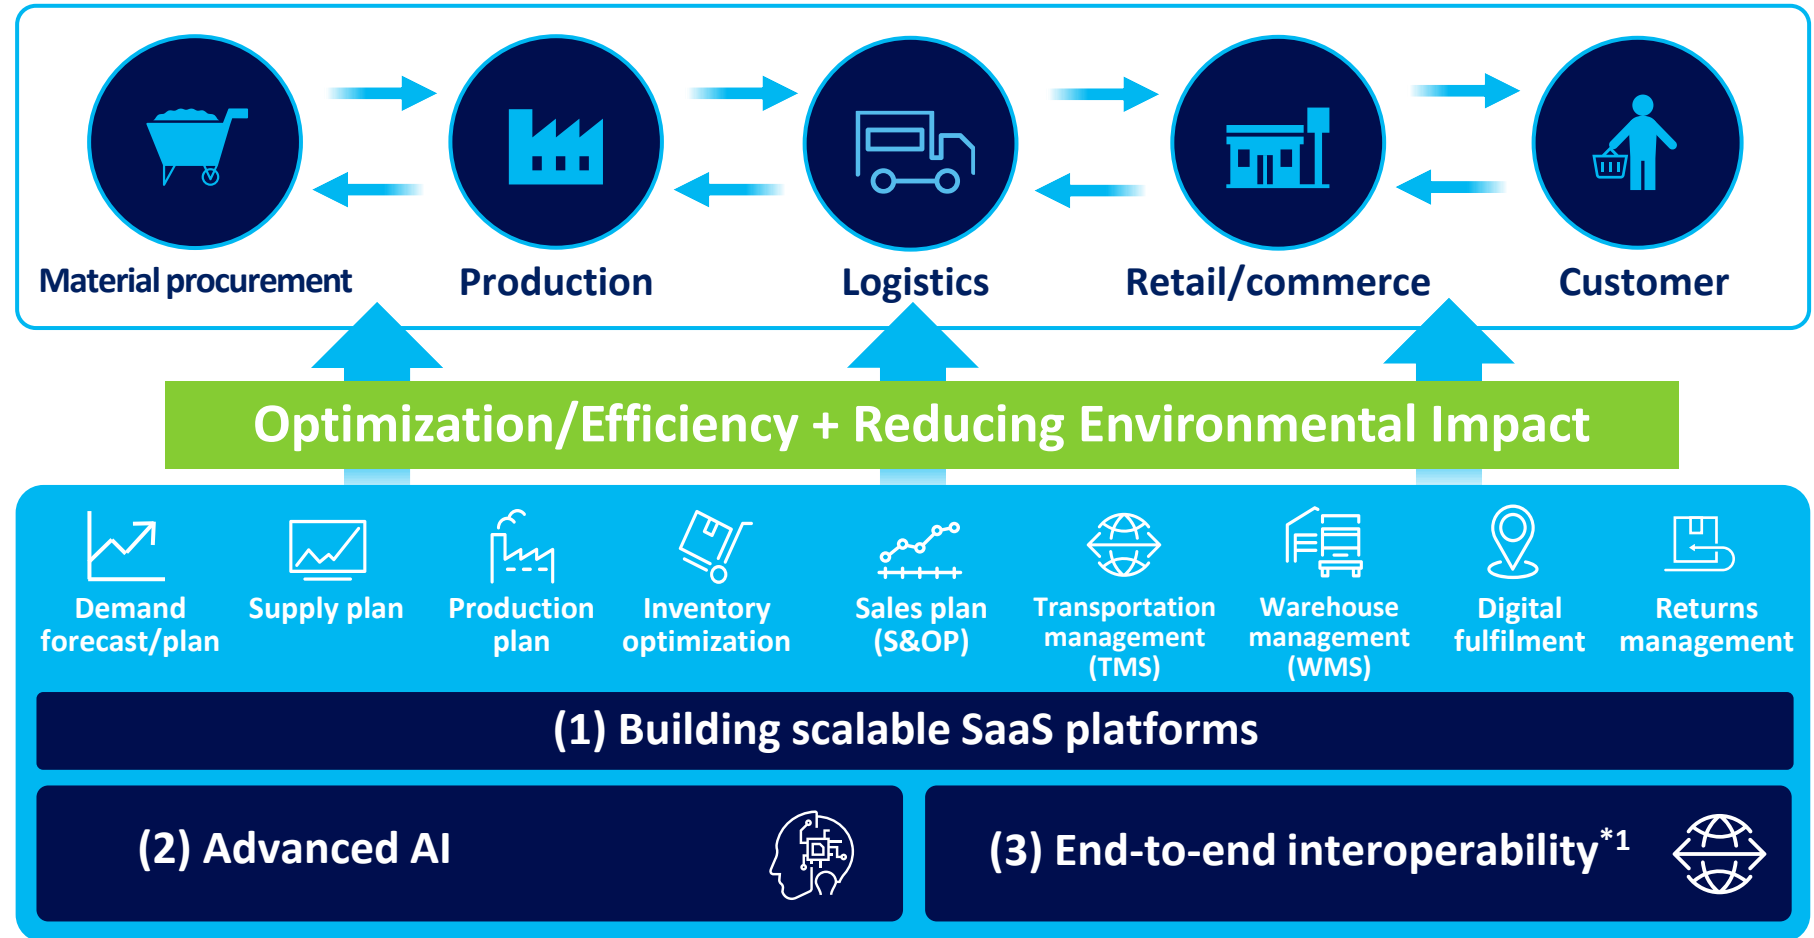 Material procurement
Production
Logistics
Retail/commerce
Customer
Optimization/Efficiency + Reducing Environmental Impact
Demand
forecast/plan
Supply plan
Production
plan
Inventory
optimization
Sales plan
(S&OP)
Transportation
management
(TMS)
Warehouse
management
(WMS)
Digital
fulfilment
Returns
management
(1) Building scalable SaaS platforms
(2) Advanced AI
(3) End-to-end interoperability*1